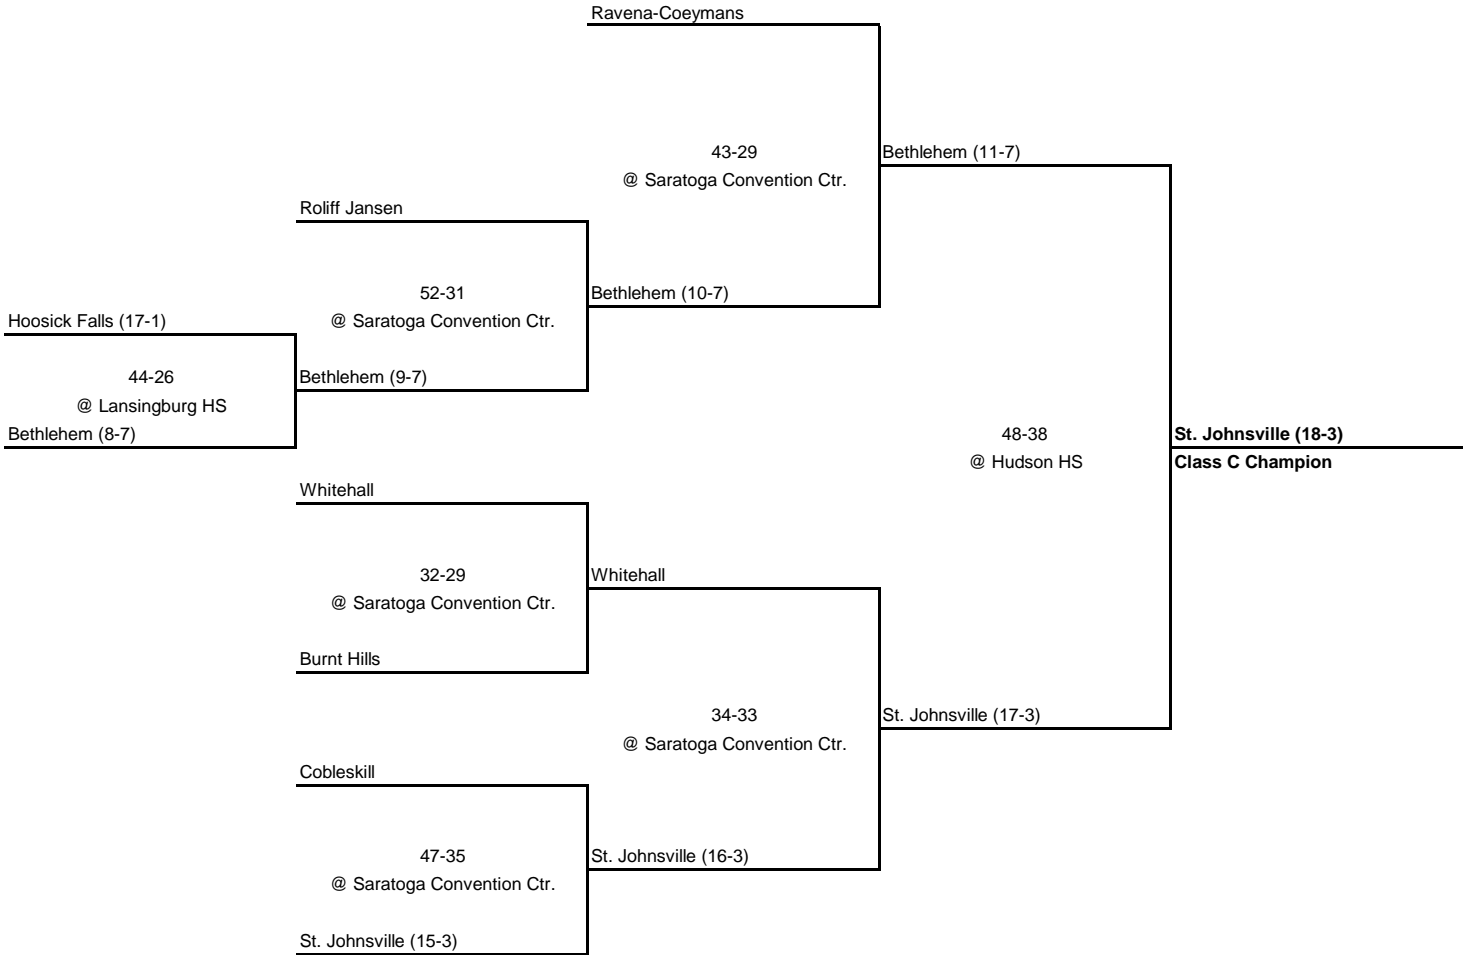 Ravena-Coeymans
43-29
Bethlehem (11-7)
@ Saratoga Convention Ctr.
Roliff Jansen
52-31
Bethlehem (10-7)
Hoosick Falls (17-1)
@ Saratoga Convention Ctr.
44-26
Bethlehem (9-7)
@ Lansingburg HS
Bethlehem (8-7)
48-38
St. Johnsville (18-3)
@ Hudson HS
Class C Champion
Whitehall
32-29
Whitehall
@ Saratoga Convention Ctr.
Burnt Hills
34-33
St. Johnsville (17-3)
@ Saratoga Convention Ctr.
Cobleskill
47-35
St. Johnsville (16-3)
@ Saratoga Convention Ctr.
St. Johnsville (15-3)